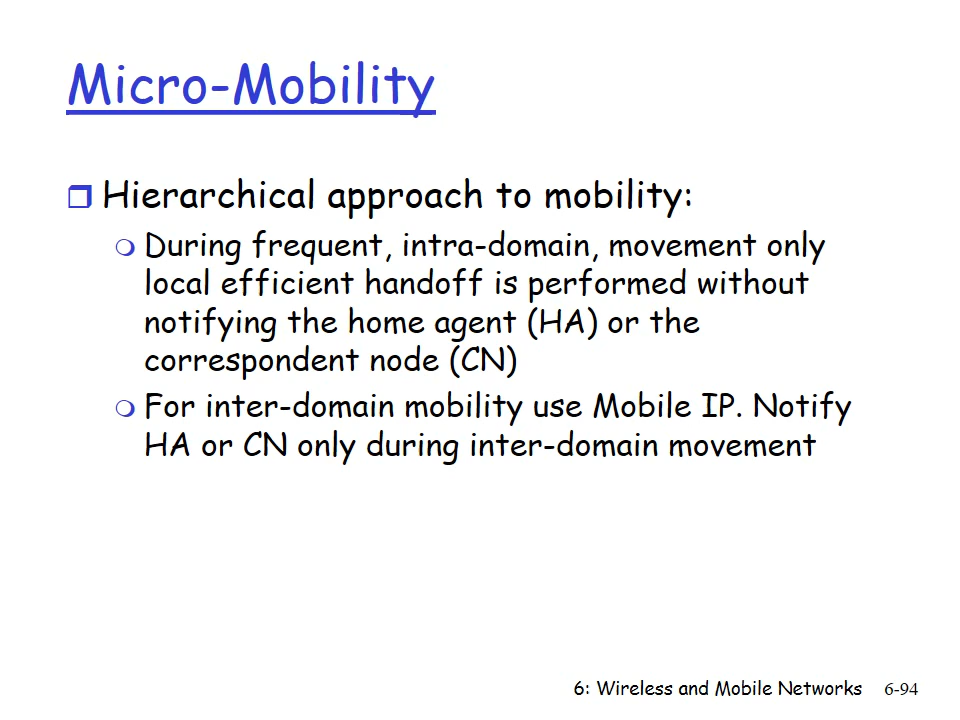 Micro-Mobility
Hierarchical approach to mobility:
During frequent, intra-domain, movement only
local efficient handoff is performed without
notifying the home agent (HA) or the
correspondent node (CN)
For inter-domain mobility use Mobile IP. Notify
HA or CN only during inter-domain movement
6: Wireless and Mobile Networks 6-94